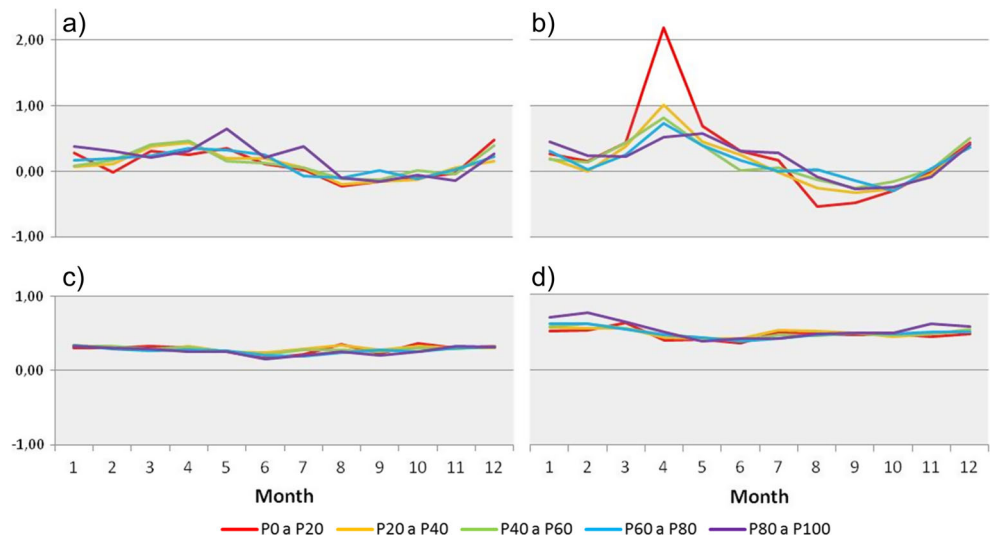 a) b)
2,00
1,00
0,00
-1,00
c) d)
1,00
0,00
-1,00
1 2 3 4 5 6 7 8 9 10 11 12 1 2 3 4 5 6 7 8 9 10 11 12
Month Month
P0 a P20 P20 a P40 P40 a P60 P60 a P80 P80 a P100